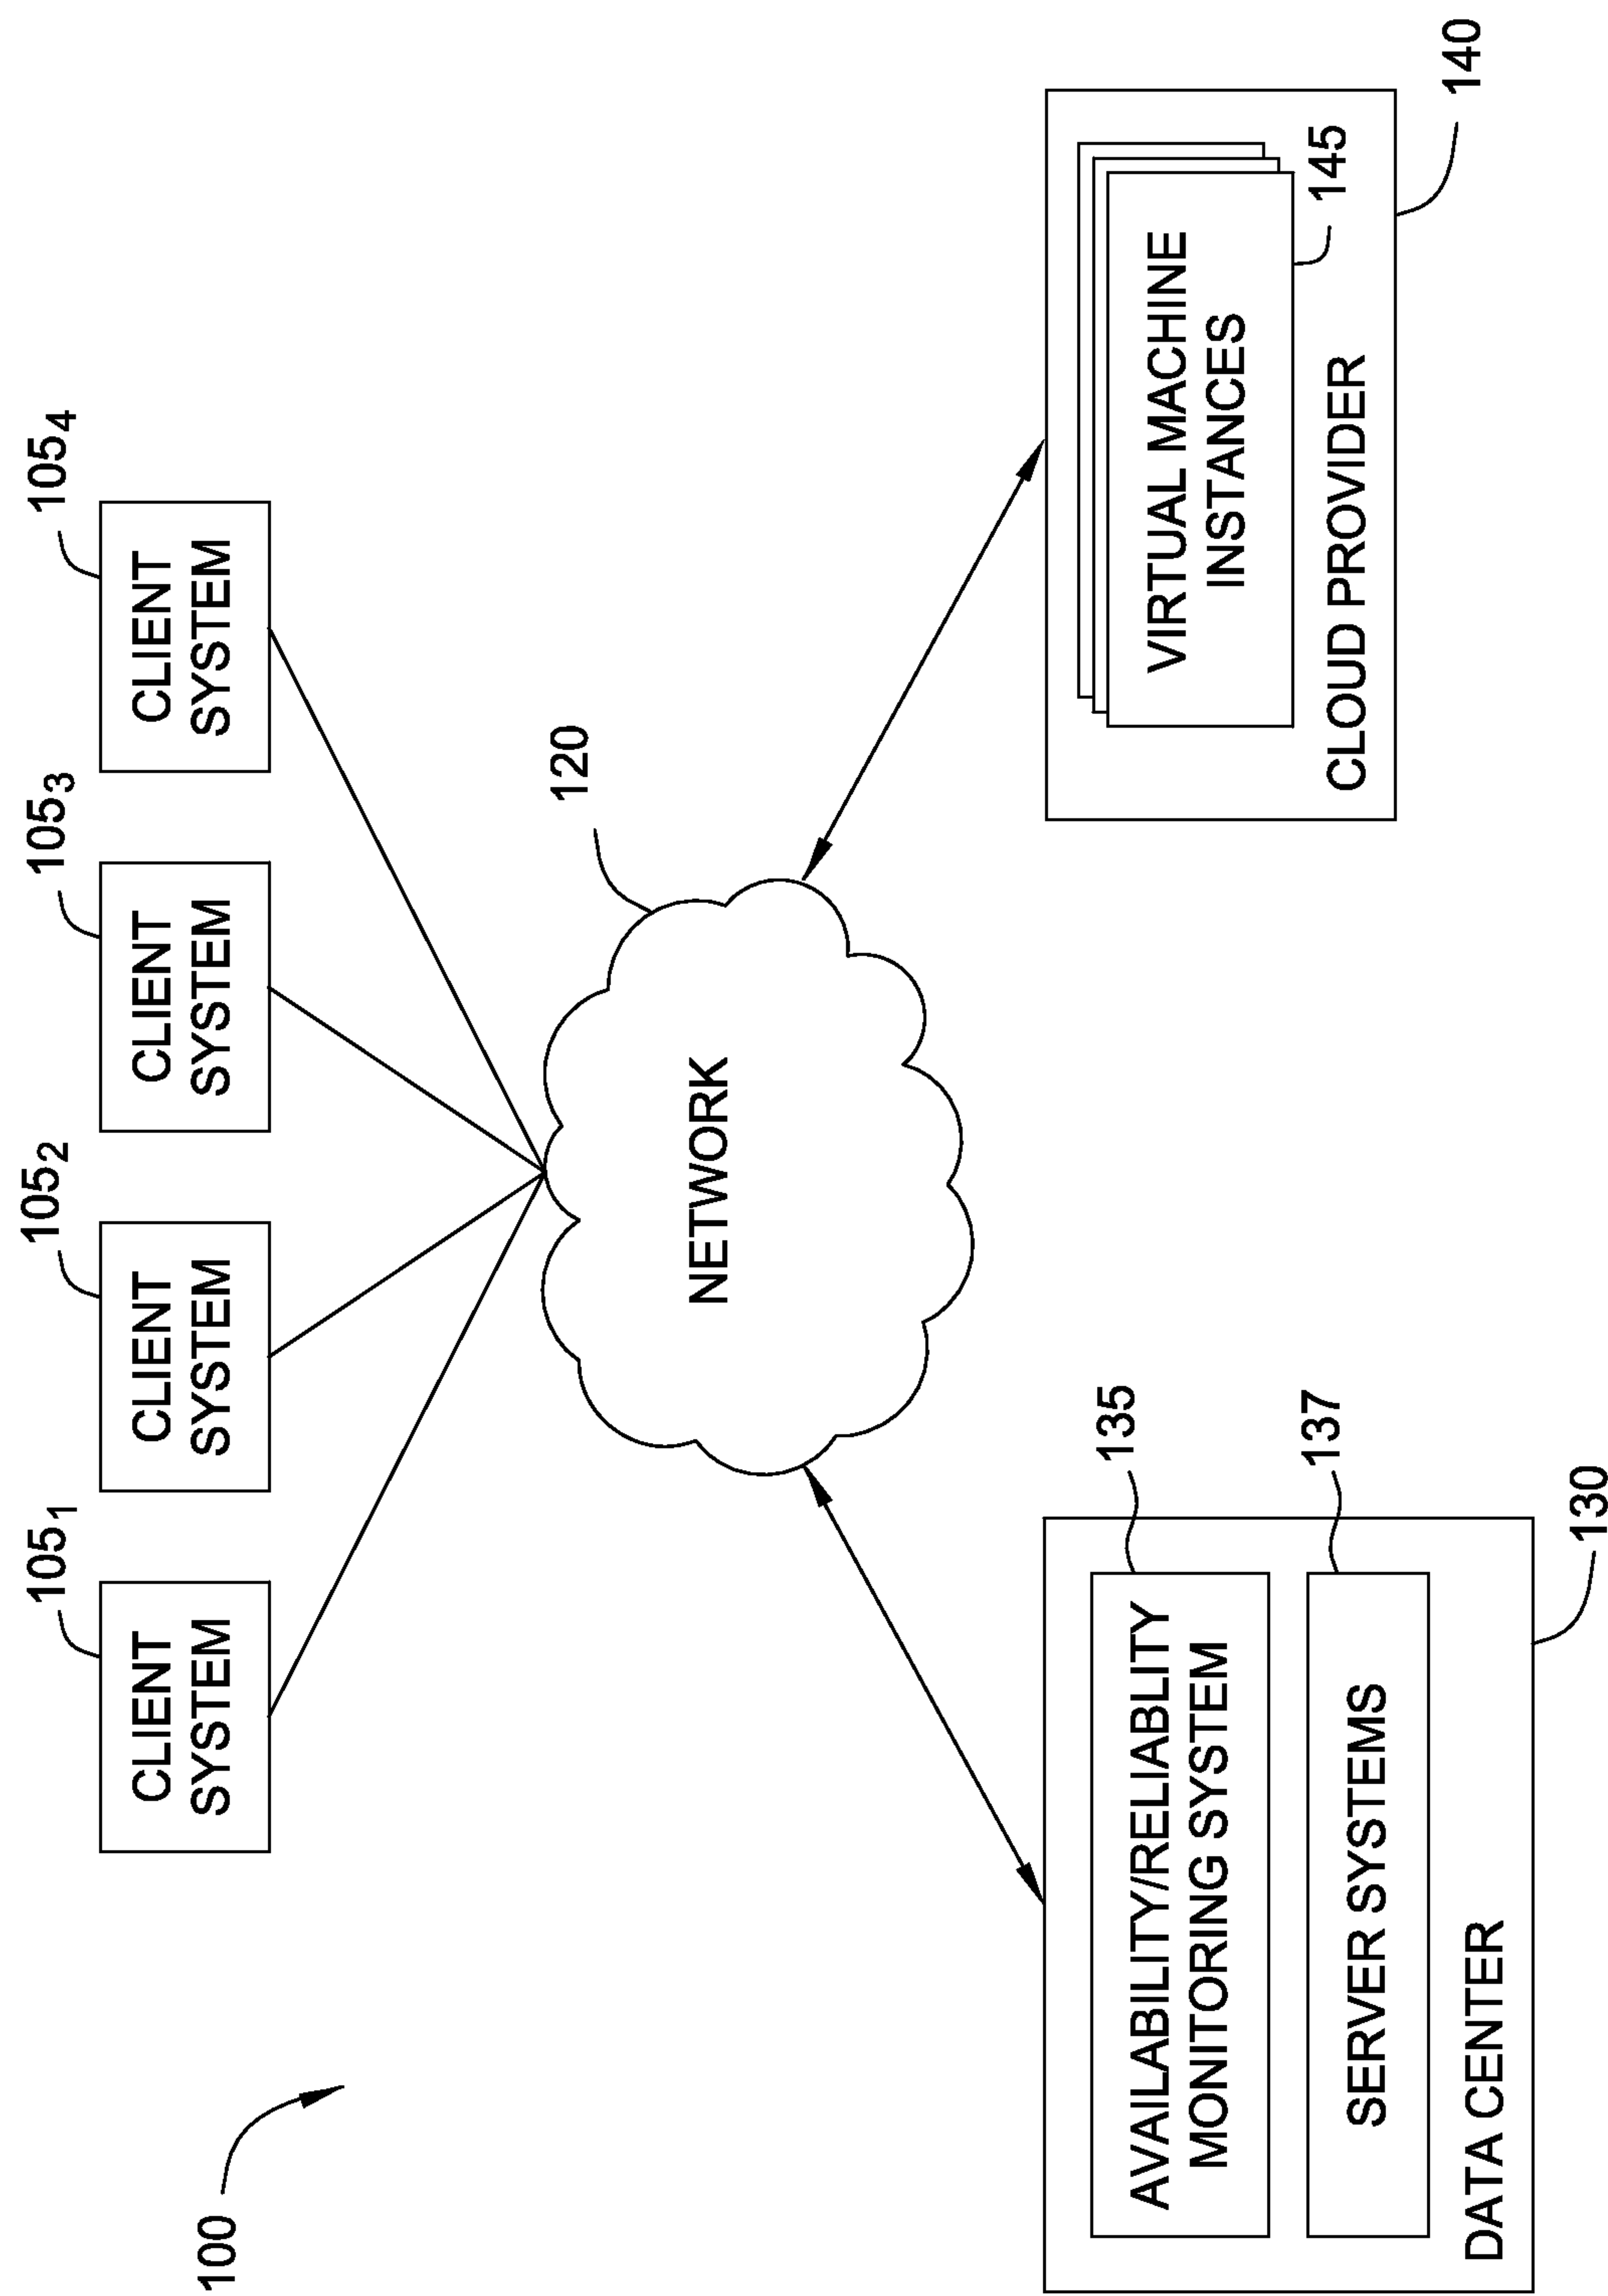 100
105₁
105₂
105₃
105₄
CLIENT
SYSTEM
CLIENT
SYSTEM
CLIENT
SYSTEM
CLIENT
SYSTEM
120
NETWORK
135
AVAILABILITY/RELIABLITY
MONITORING SYSTEM
137
SERVER SYSTEMS
DATA CENTER
130
VIRTUAL MACHINE
INSTANCES
145
CLOUD PROVIDER
140